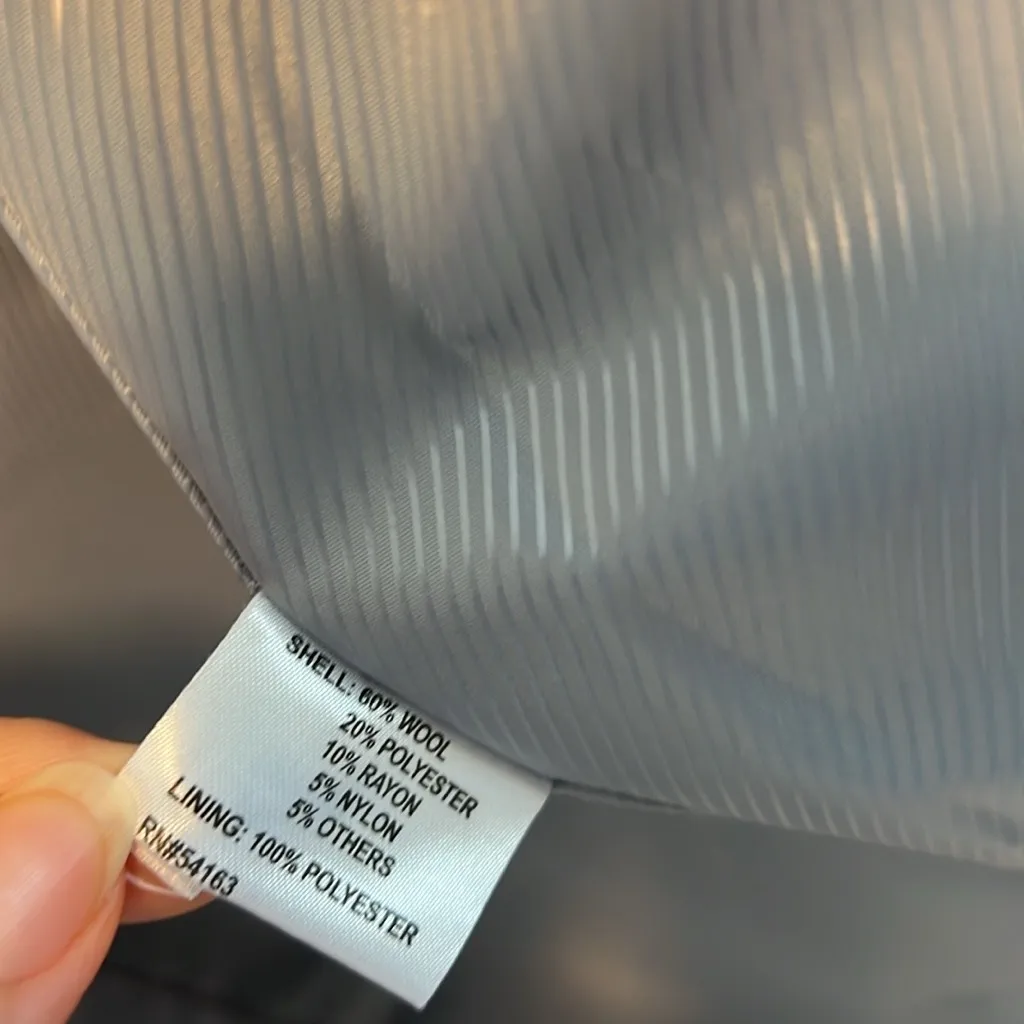 SHELL: 60% WOOL
20% POLYESTER
10% RAYON
5% NYLON
5% OTHERS
LINING: 100% POLYESTER
RN#54163